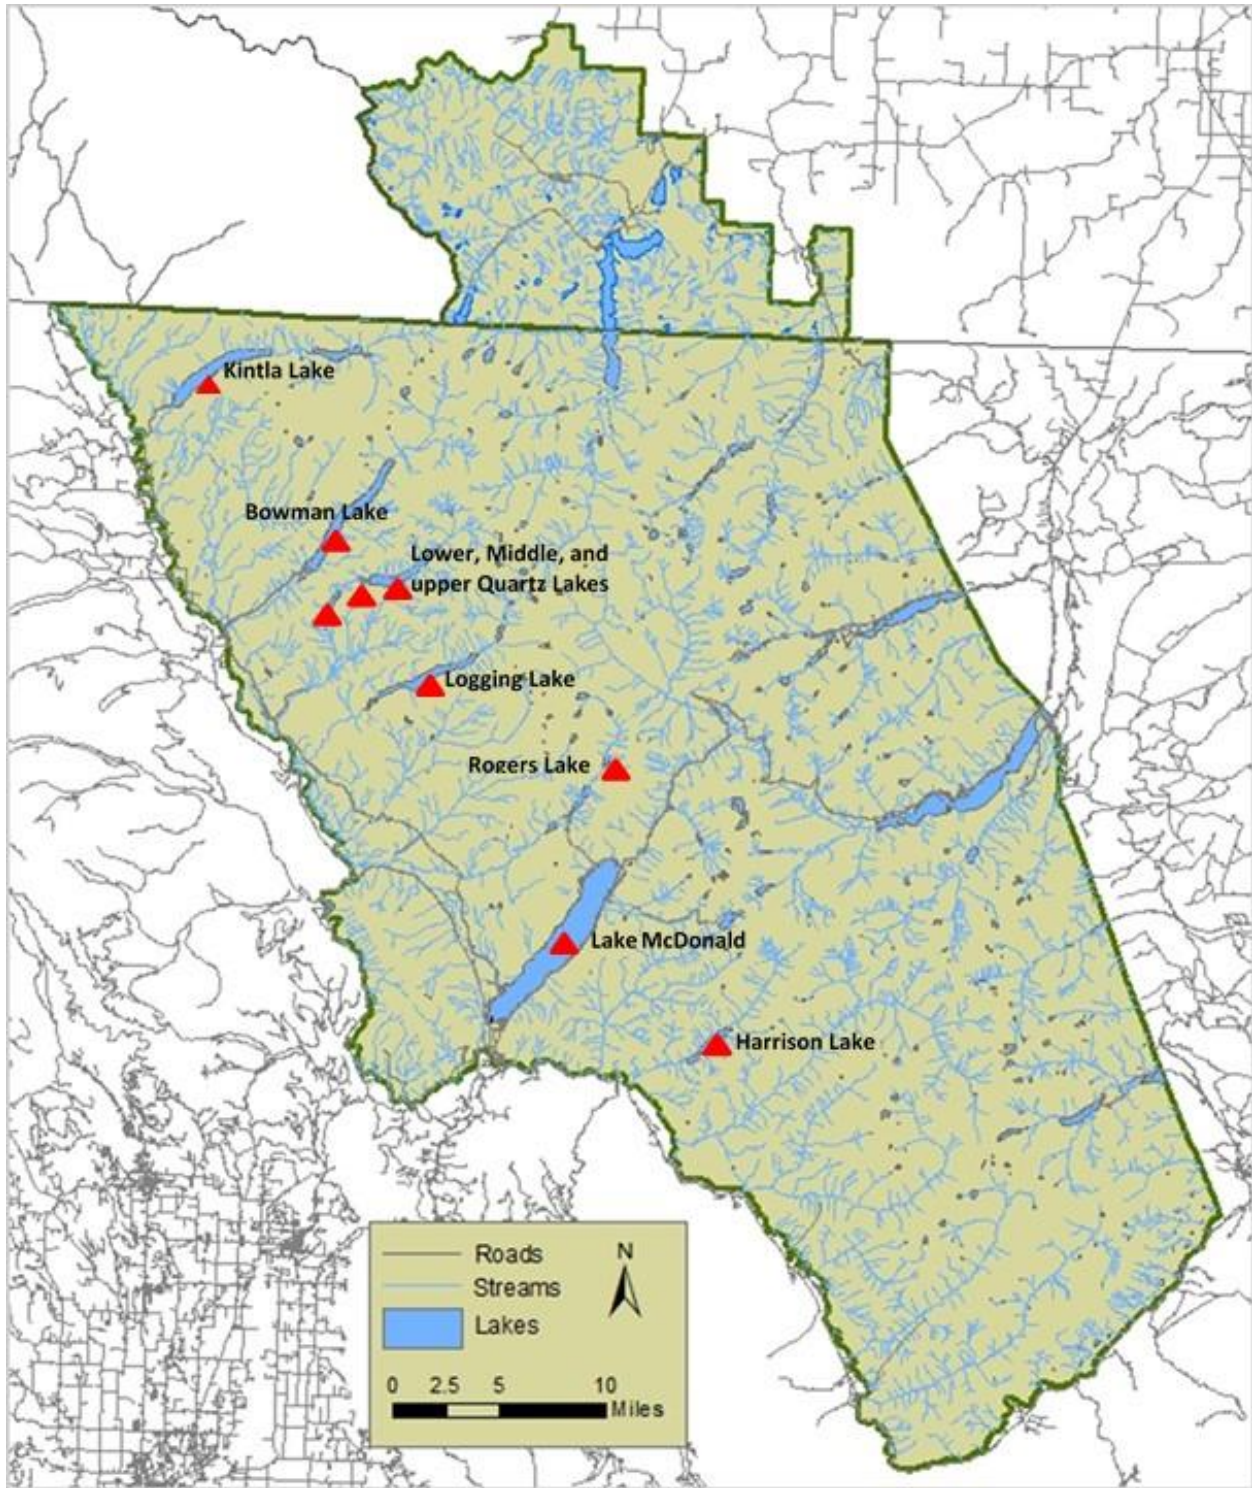 Kintla Lake
Bowman Lake
Lower, Middle, and
upper Quartz Lakes
Logging Lake
Rogers Lake
Lake McDonald
Harrison Lake
Roads
Streams
Lakes
N
0 2.5 5 10
Miles